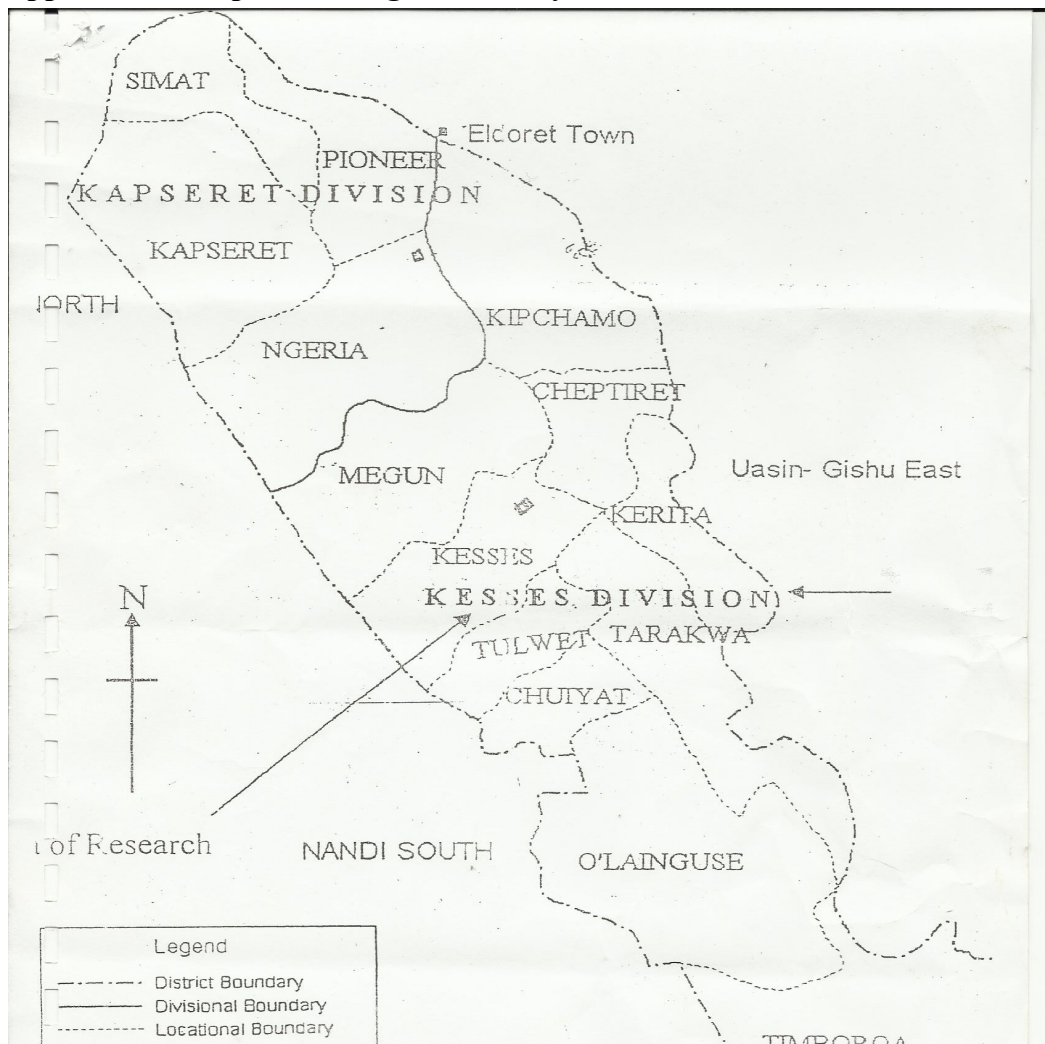 SIMAT
Eldoret Town
PIONEER
KAPSERET DIVISION
KAPSERET
NORTH
KIPCHAMO
NGERIA
CHEPTIRET
MEGUN
Uasin- Gishu East
KERITA
KESSES
N
KESSES DIVISION
TARAKWA
TULWET
CHUIYAT
of Research
NANDI SOUTH
O'LAINGUSE
Legend
District Boundary
Divisional Boundary
Locational Boundary